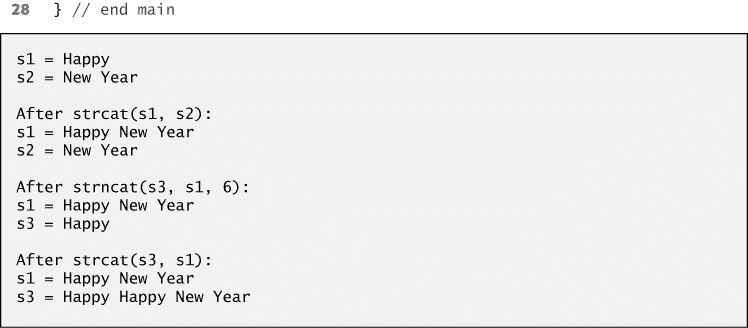 28 } // end main
s1 = Happy
s2 = New Year
After strcat(s1, s2):
s1 = Happy New Year
s2 = New Year
After strncat(s3, s1, 6):
s1 = Happy New Year
s3 = Happy
After strcat(s3, s1):
s1 = Happy New Year
s3 = Happy Happy New Year